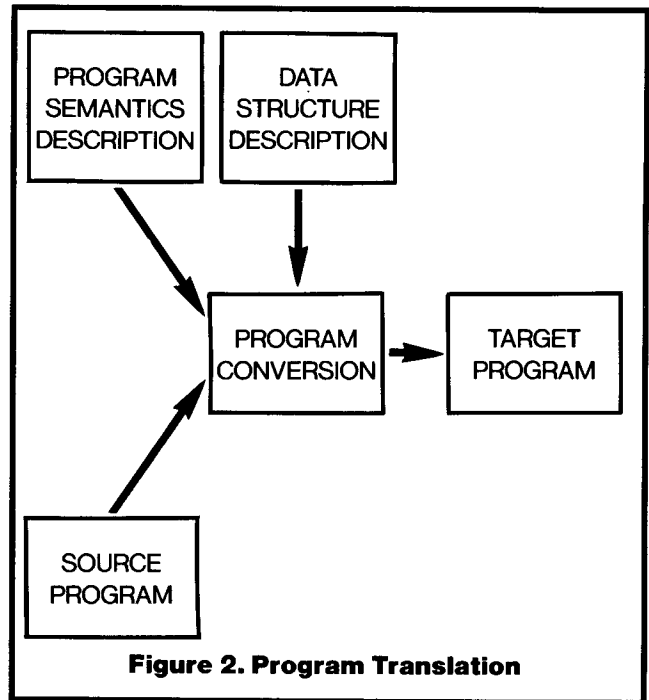 PROGRAM
SEMANTICS
DESCRIPTION
DATA
STRUCTURE
DESCRIPTION
PROGRAM
CONVERSION
TARGET
PROGRAM
SOURCE
PROGRAM
Figure 2. Program Translation